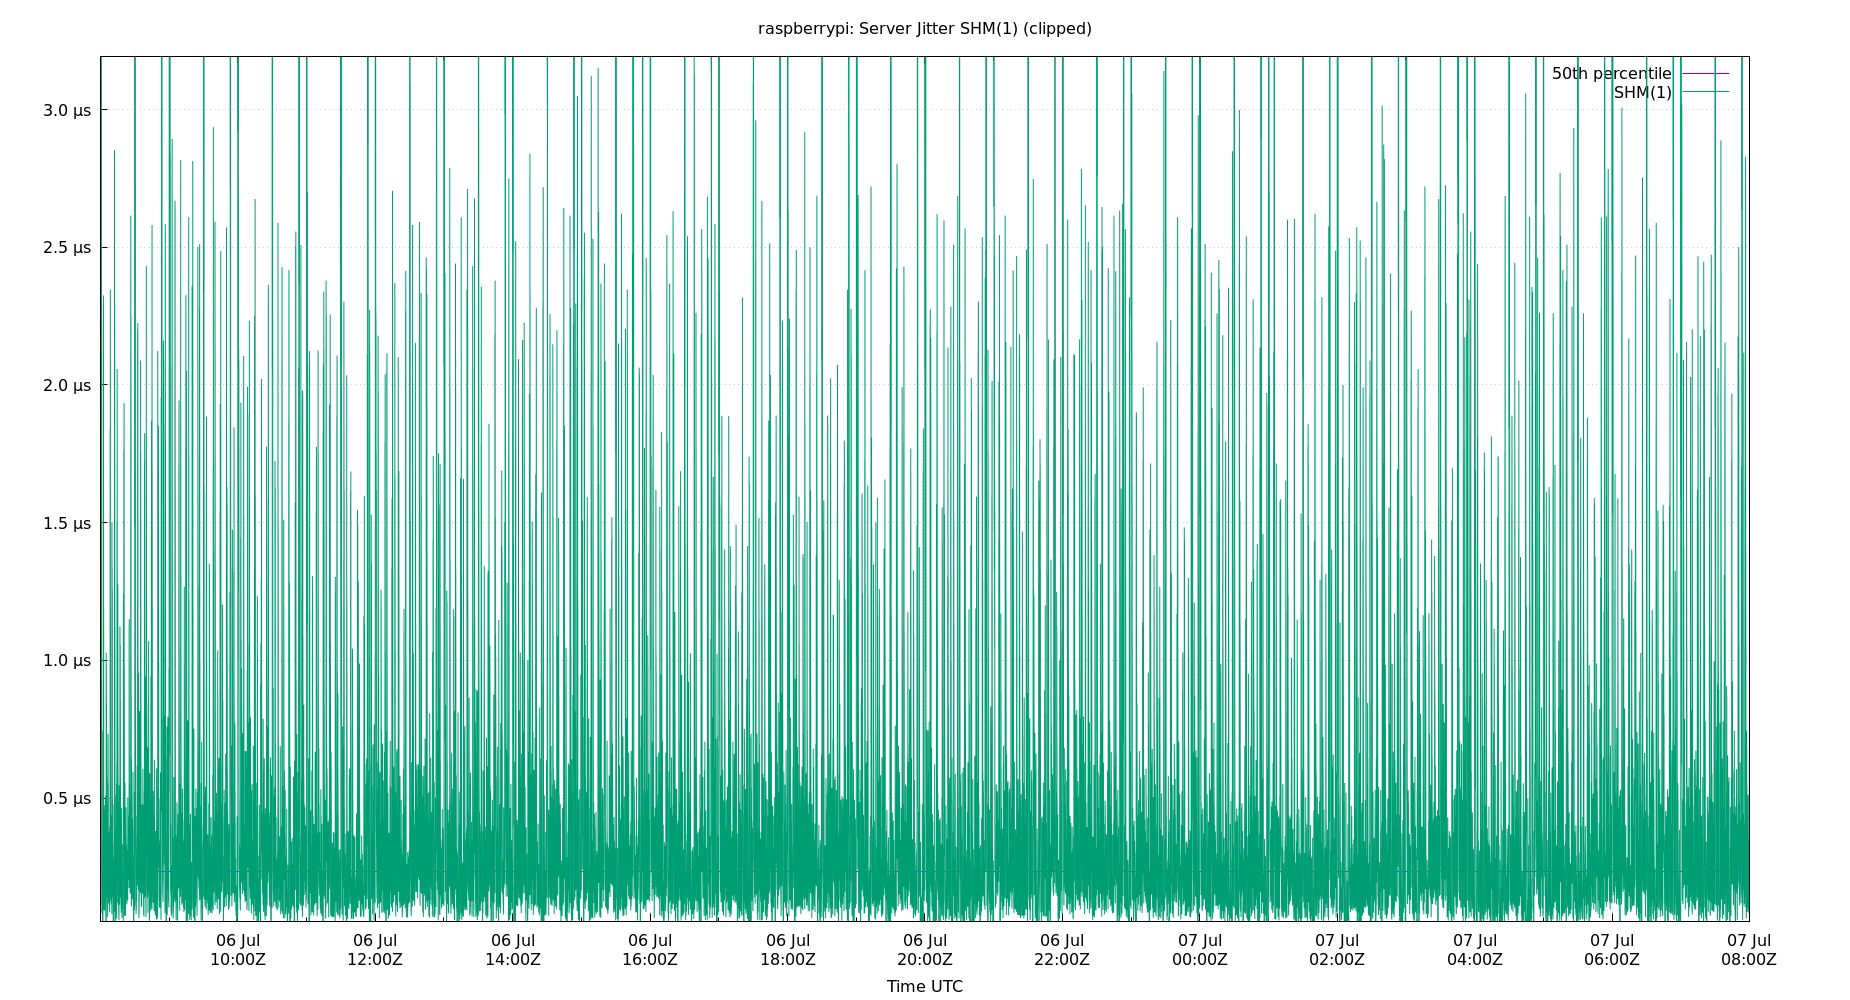 raspberrypi: Server Jitter SHM(1) (clipped)
50th percentile
SHM(1)
3.0 µs
2.5 µs
2.0 µs
1.5 µs
1.0 µs
0.5 µs
06 Jul 06 Jul 06 Jul 06 Jul 06 Jul 06 Jul 06 Jul 07 Jul 07 Jul 07 Jul 07 Jul 07 Jul
10:00Z 12:00Z 14:00Z 16:00Z 18:00Z 20:00Z 22:00Z 00:00Z 02:00Z 04:00Z 06:00Z 08:00Z
Time UTC